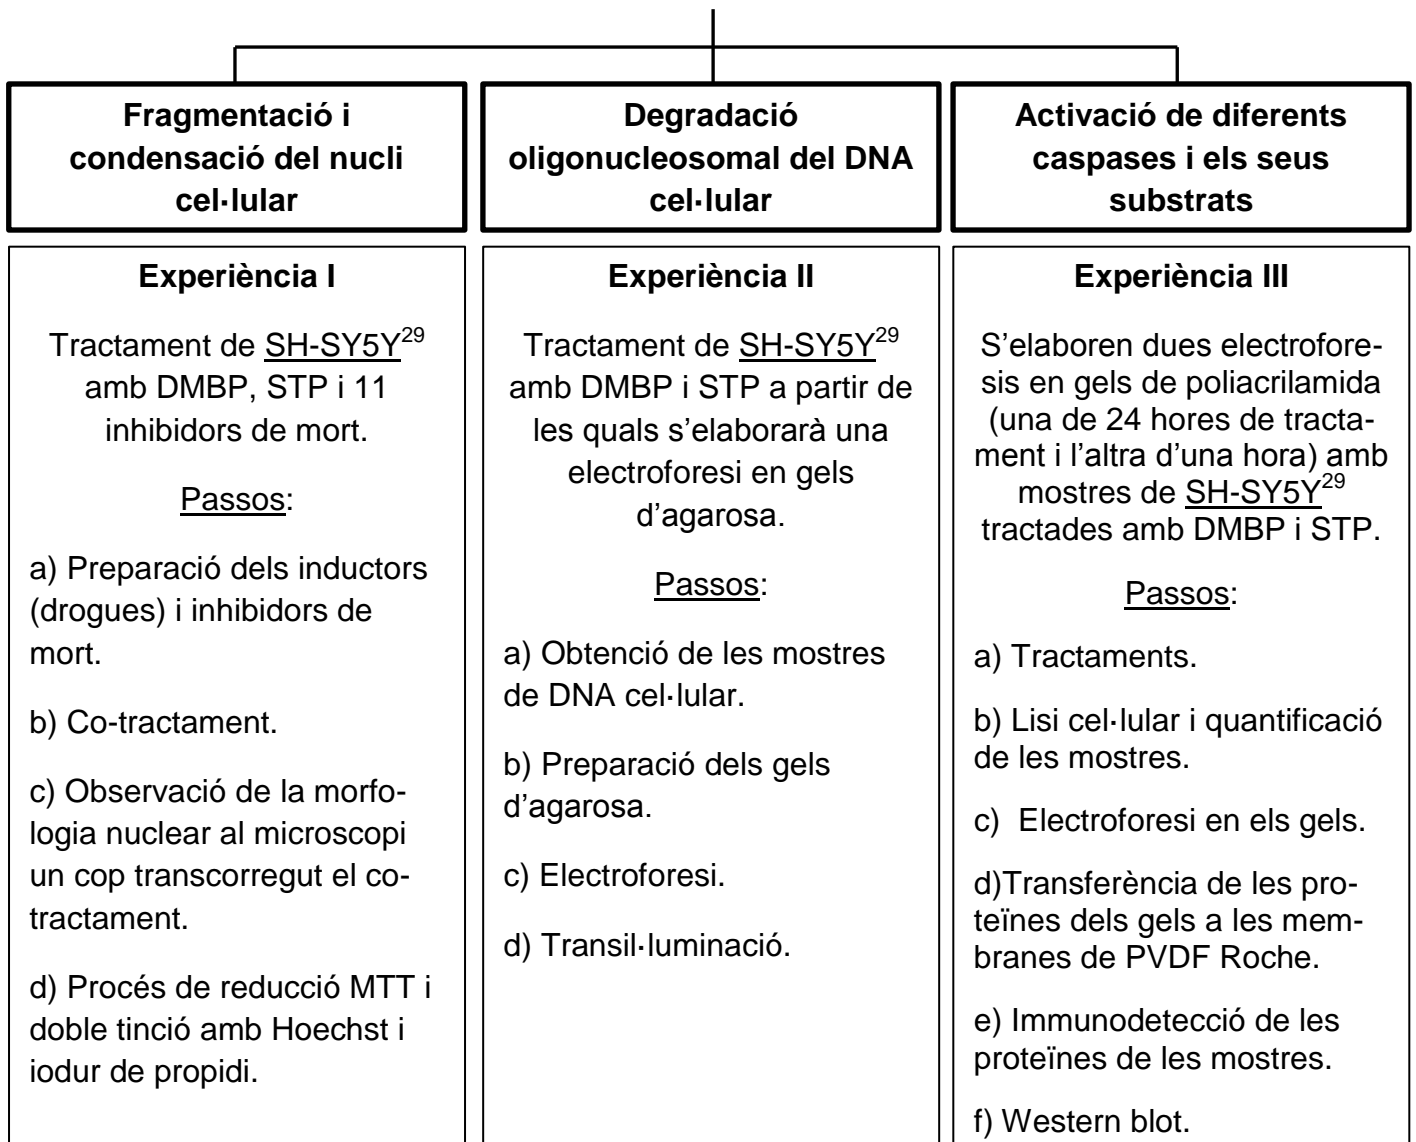 Fragmentació i
condensació del nucli
cel·lular
Degradació
oligonucleosomal del DNA
cel·lular
Activació de diferents
caspases i els seus
substrats
Experiència I
Tractament de SH-SY5Y29
amb DMBP, STP i 11
inhibidors de mort.
Passos:
a) Preparació dels inductors
(drogues) i inhibidors de
mort.
b) Co-tractament.
c) Observació de la morfo-
logia nuclear al microscopi
un cop transcorregut el co-
tractament.
d) Procés de reducció MTT i
doble tinció amb Hoechst i
iodur de propidi.
Experiència II
Tractament de SH-SY5Y29
amb DMBP i STP a partir de
les quals s’elaborarà una
electroforesi en gels
d’agarosa.
Passos:
a) Obtenció de les mostres
de DNA cel·lular.
b) Preparació dels gels
d’agarosa.
c) Electroforesi.
d) Transil·luminació.
Experiència III
S’elaboren dues electrofore-
sis en gels de poliacrilamida
(una de 24 hores de tracta-
ment i l’altra d’una hora) amb
mostres de SH-SY5Y29
tractades amb DMBP i STP.
Passos:
a) Tractaments.
b) Lisi cel·lular i quantificació
de les mostres.
c) Electroforesi en els gels.
d)Transferència de les pro-
teïnes dels gels a les mem-
branes de PVDF Roche.
e) Immunodetecció de les
proteïnes de les mostres.
f) Western blot.